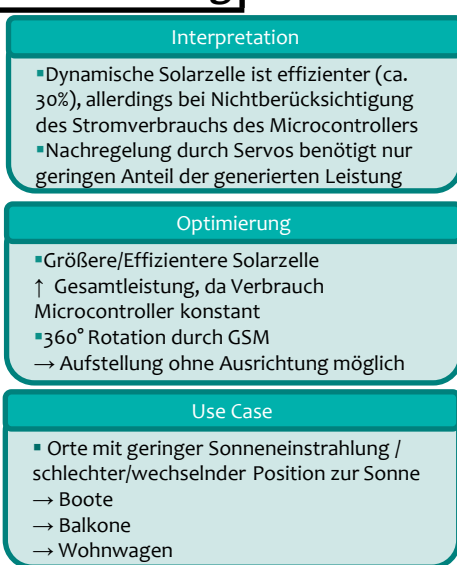 Interpretation
▪Dynamische Solarzelle ist effizienter (ca.
30%), allerdings bei Nichtberücksichtigung
des Stromverbrauchs des Microcontrollers
▪Nachregelung durch Servos benötigt nur
geringen Anteil der generierten Leistung
Optimierung
▪Größere/Effizientere Solarzelle
↑ Gesamtleistung, da Verbrauch
Microcontroller konstant
▪360° Rotation durch GSM
→ Aufstellung ohne Ausrichtung möglich
Use Case
▪ Orte mit geringer Sonneneinstrahlung /
schlechter/wechselnder Position zur Sonne
→ Boote
→ Balkone
→ Wohnwagen